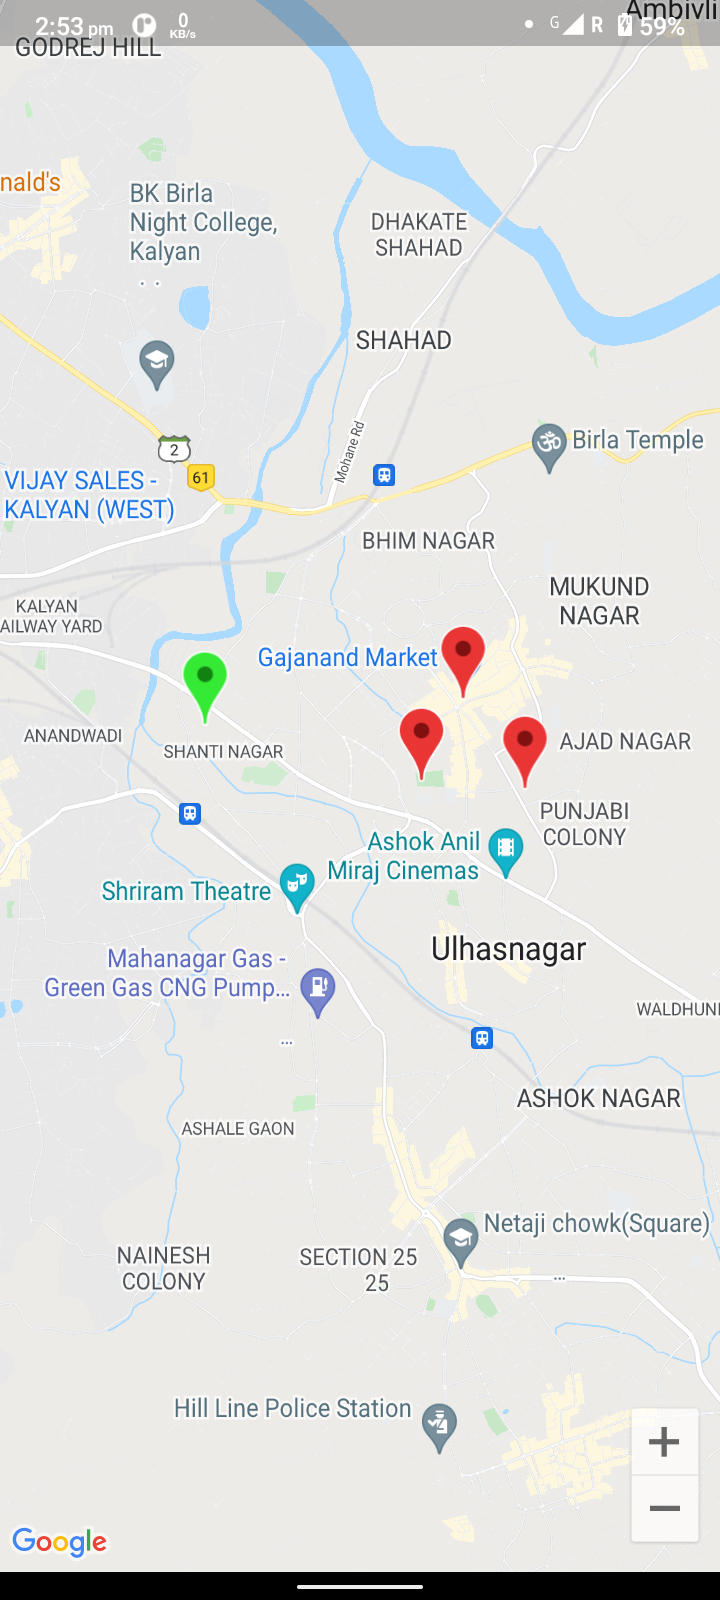 Ambivli
2:53 pm
0
KB/s
G
R
59%
GODREJ HILL
nald's
BK Birla
Night College,
Kalyan
DHAKATE
SHAHAD
SHAHAD
Mohane Rd
2
61
Birla Temple
VIJAY SALES -
KALYAN (WEST)
BHIM NAGAR
MUKUND
NAGAR
KALYAN
AILWAY YARD
Gajanand Market
ANANDWADI
SHANTI NAGAR
AJAD NAGAR
PUNJABI
COLONY
Ashok Anil
Miraj Cinemas
Shriram Theatre
Ulhasnagar
Mahanagar Gas -
Green Gas CNG Pump...
WALDHUNI
ASHOK NAGAR
ASHALE GAON
Netaji chowk(Square)
NAINESH
COLONY
SECTION 25
25
Hill Line Police Station
Google